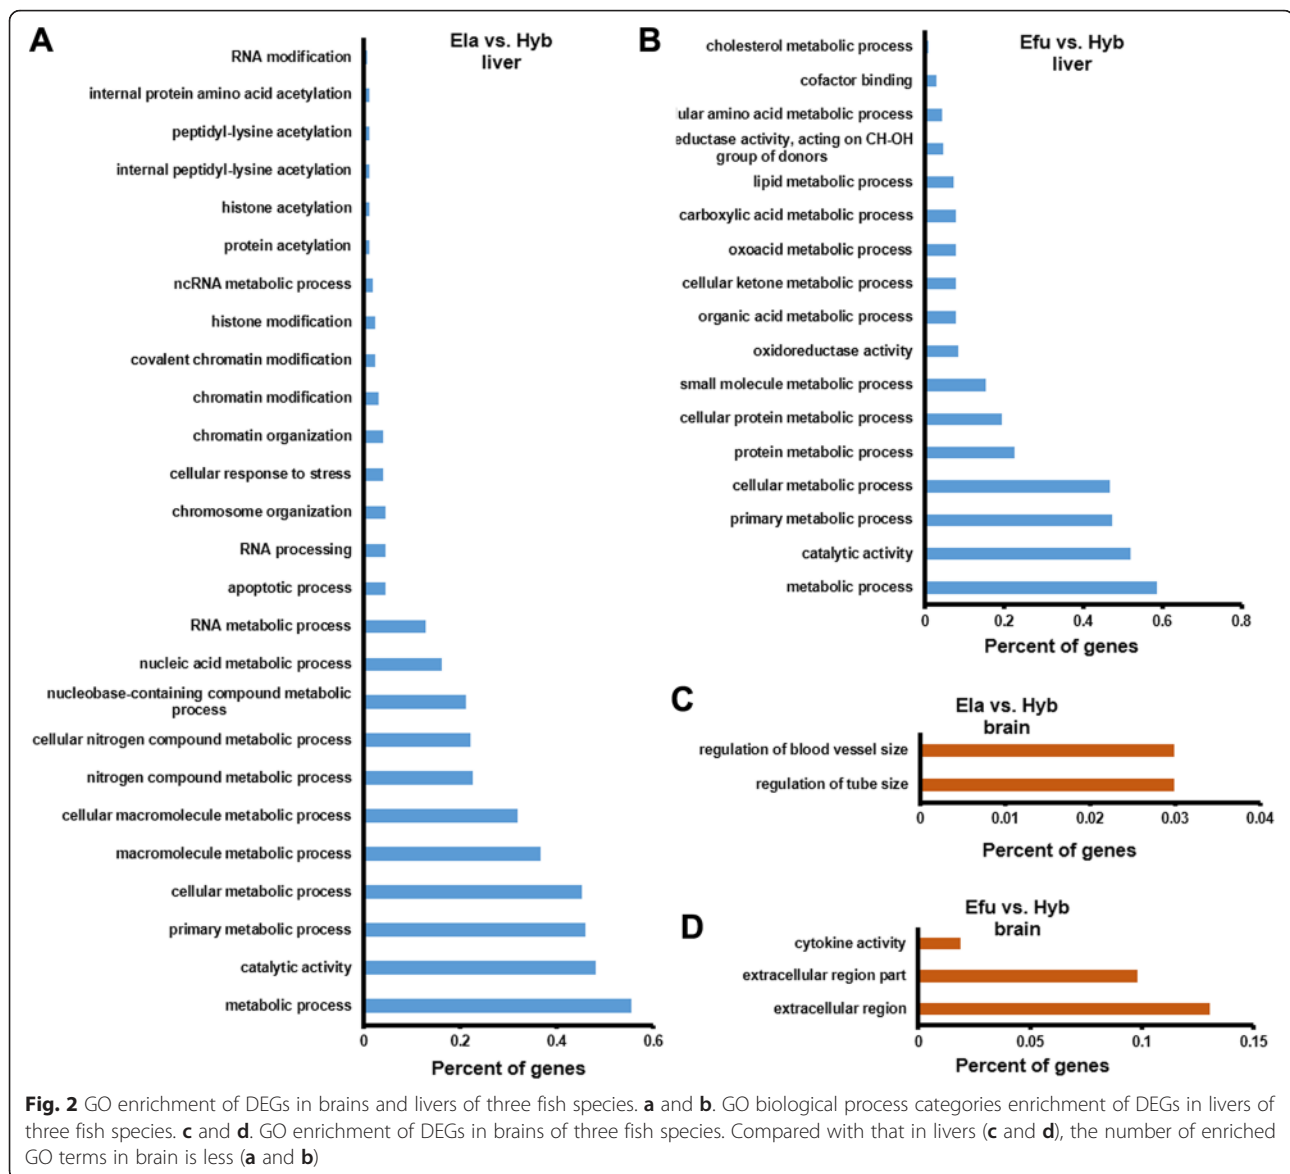 A
Ela vs. Hyb
liver
RNA modification
internal protein amino acid acetylation
peptidyl-lysine acetylation
internal peptidyl-lysine acetylation
histone acetylation
protein acetylation
ncRNA metabolic process
histone modification
covalent chromatin modification
chromatin modification
chromatin organization
cellular response to stress
chromosome organization
RNA processing
apoptotic process
RNA metabolic process
nucleic acid metabolic process
nucleobase-containing compound metabolic
process
cellular nitrogen compound metabolic process
nitrogen compound metabolic process
cellular macromolecule metabolic process
macromolecule metabolic process
cellular metabolic process
primary metabolic process
catalytic activity
metabolic process
0 0.2 0.4 0.6
Percent of genes
B
Efu vs. Hyb
liver
cholesterol metabolic process
cofactor binding
ular amino acid metabolic process
eductase activity, acting on CH-OH
group of donors
lipid metabolic process
carboxylic acid metabolic process
oxoacid metabolic process
cellular ketone metabolic process
organic acid metabolic process
oxidoreductase activity
small molecule metabolic process
cellular protein metabolic process
protein metabolic process
cellular metabolic process
primary metabolic process
catalytic activity
metabolic process
0 0.2 0.4 0.6 0.8
Percent of genes
C
Ela vs. Hyb
brain
regulation of blood vessel size
regulation of tube size
0 0.01 0.02 0.03 0.04
Percent of genes
D
Efu vs. Hyb
brain
cytokine activity
extracellular region part
extracellular region
0 0.05 0.1 0.15
Percent of genes
Fig. 2 GO enrichment of DEGs in brains and livers of three fish species. a and b. GO biological process categories enrichment of DEGs in livers of
three fish species. c and d. GO enrichment of DEGs in brains of three fish species. Compared with that in livers (c and d), the number of enriched
GO terms in brain is less (a and b)